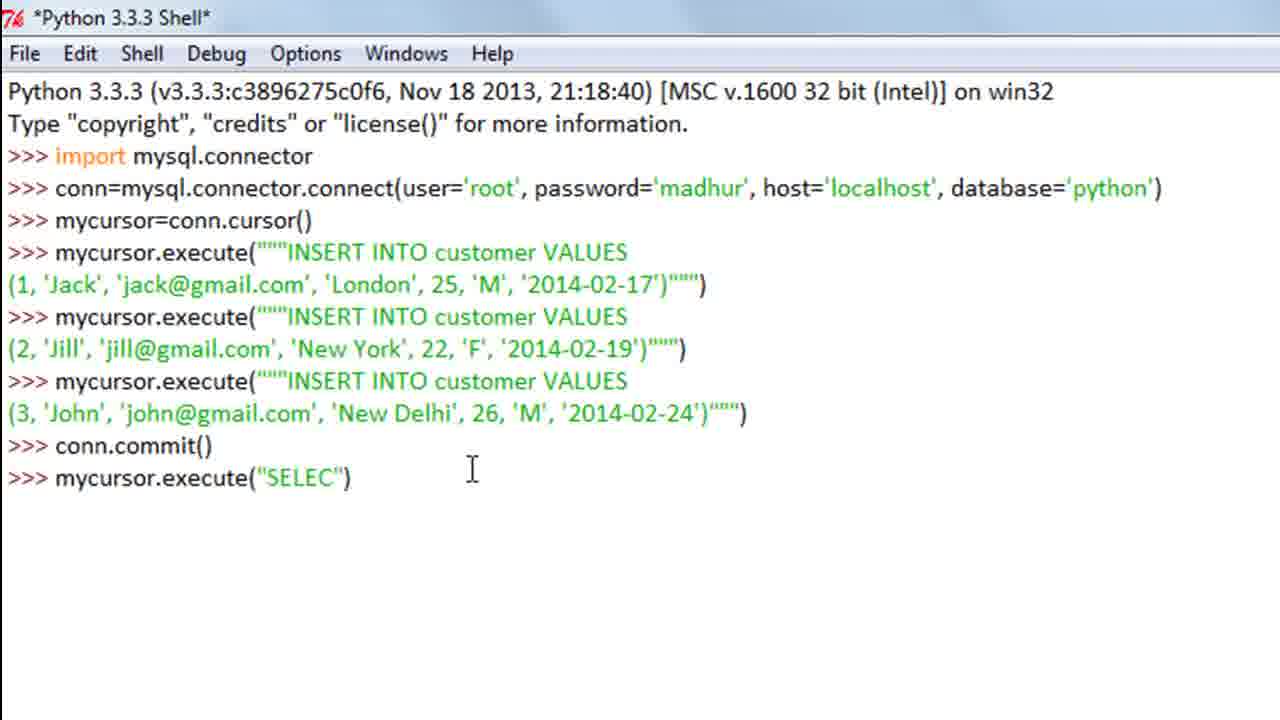 *Python 3.3.3 Shell*
File Edit Shell Debug Options Windows Help
Python 3.3.3 (v3.3.3:c3896275c0f6, Nov 18 2013, 21:18:40) [MSC v.1600 32 bit (Intel)] on win32
Type "copyright", "credits" or "license()" for more information.
>>> import mysql.connector
>>> conn=mysql.connector.connect(user='root', password='madhur', host='localhost', database='python')
>>> mycursor=conn.cursor()
>>> mycursor.execute("""INSERT INTO customer VALUES
(1, 'Jack', 'jack@gmail.com', 'London', 25, 'M', '2014-02-17')""")
>>> mycursor.execute("""INSERT INTO customer VALUES
(2, 'Jill', 'jill@gmail.com', 'New York', 22, 'F', '2014-02-19')""")
>>> mycursor.execute("""INSERT INTO customer VALUES
(3, 'John', 'john@gmail.com', 'New Delhi', 26, 'M', '2014-02-24')""")
>>> conn.commit()
>>> mycursor.execute("SELEC")